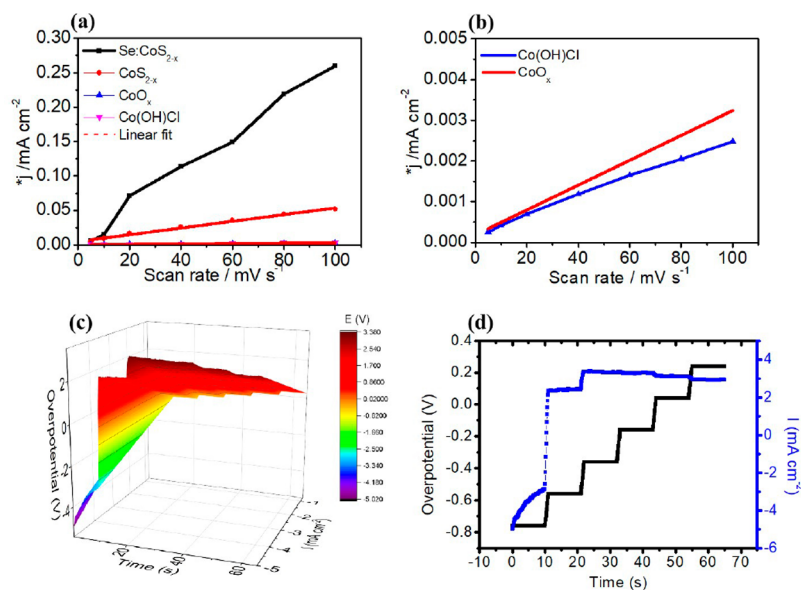 (a)
0.30
0.25
0.20
0.15
0.10
0.05
0.00
*j /mA cm-2
Se:CoS2-x
CoS2-x
CoOx
Co(OH)Cl
Linear fit
20 40 60 80 100
Scan rate / mV s-1
(b)
0.005
0.004
0.003
0.002
0.001
0.000
*j /mA cm-2
Co(OH)Cl
CoOx
0 20 40 60 80 100
Scan rate / mV s-1
(c)
E (V)
3.380
2.540
1.700
0.8600
0.02000
-0.8200
-1.660
-2.500
-3.340
-4.180
-5.020
2
0
-2
-4
Overpotential (V)
20 40 60
Time (s)
I (mA cm-2)
4
-5
(d)
0.4
0.2
0.0
-0.2
-0.4
-0.6
-0.8
Overpotential (V)
4
2
0
-2
-4
-6
I (mA cm-2)
-10 0 10 20 30 40 50 60 70
Time (s)